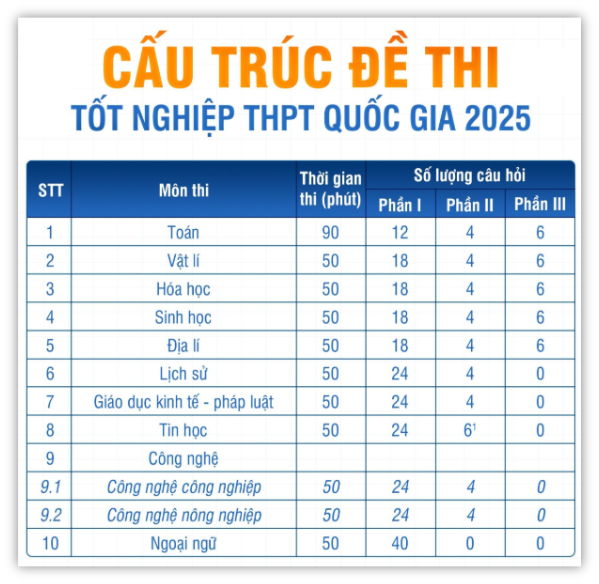 CẤU TRÚC ĐỀ THI
TỐT NGHIỆP THPT QUỐC GIA 2025
STT Môn thi Thời gian thi (phút) Số lượng câu hỏi
Phần I Phần II Phần III
1 Toán 90 12 4 6
2 Vật lí 50 18 4 6
3 Hóa học 50 18 4 6
4 Sinh học 50 18 4 6
5 Địa lí 50 18 4 6
6 Lịch sử 50 24 4 0
7 Giáo dục kinh tế - pháp luật 50 24 4 0
8 Tin học 50 24 6¹ 0
9 Công nghệ
9.1 Công nghệ công nghiệp 50 24 4 0
9.2 Công nghệ nông nghiệp 50 24 4 0
10 Ngoại ngữ 50 40 0 0